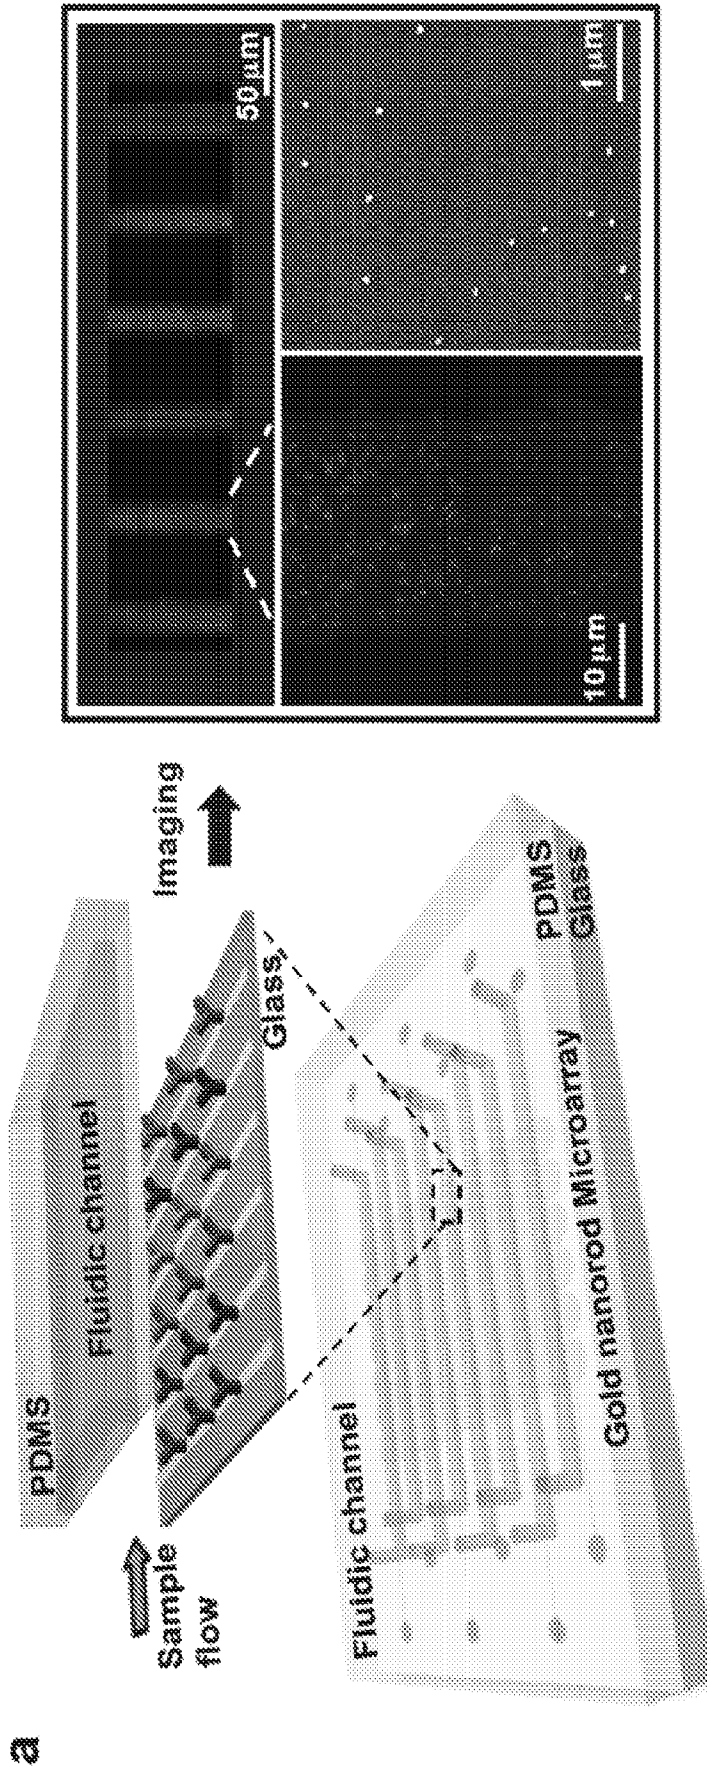 a
PDMS
Fluidic channel
Sample
flow
Glass
Imaging
Fluidic channel
Gold nanorod Microarray
PDMS
Glass
50 μm
10 μm
1 μm